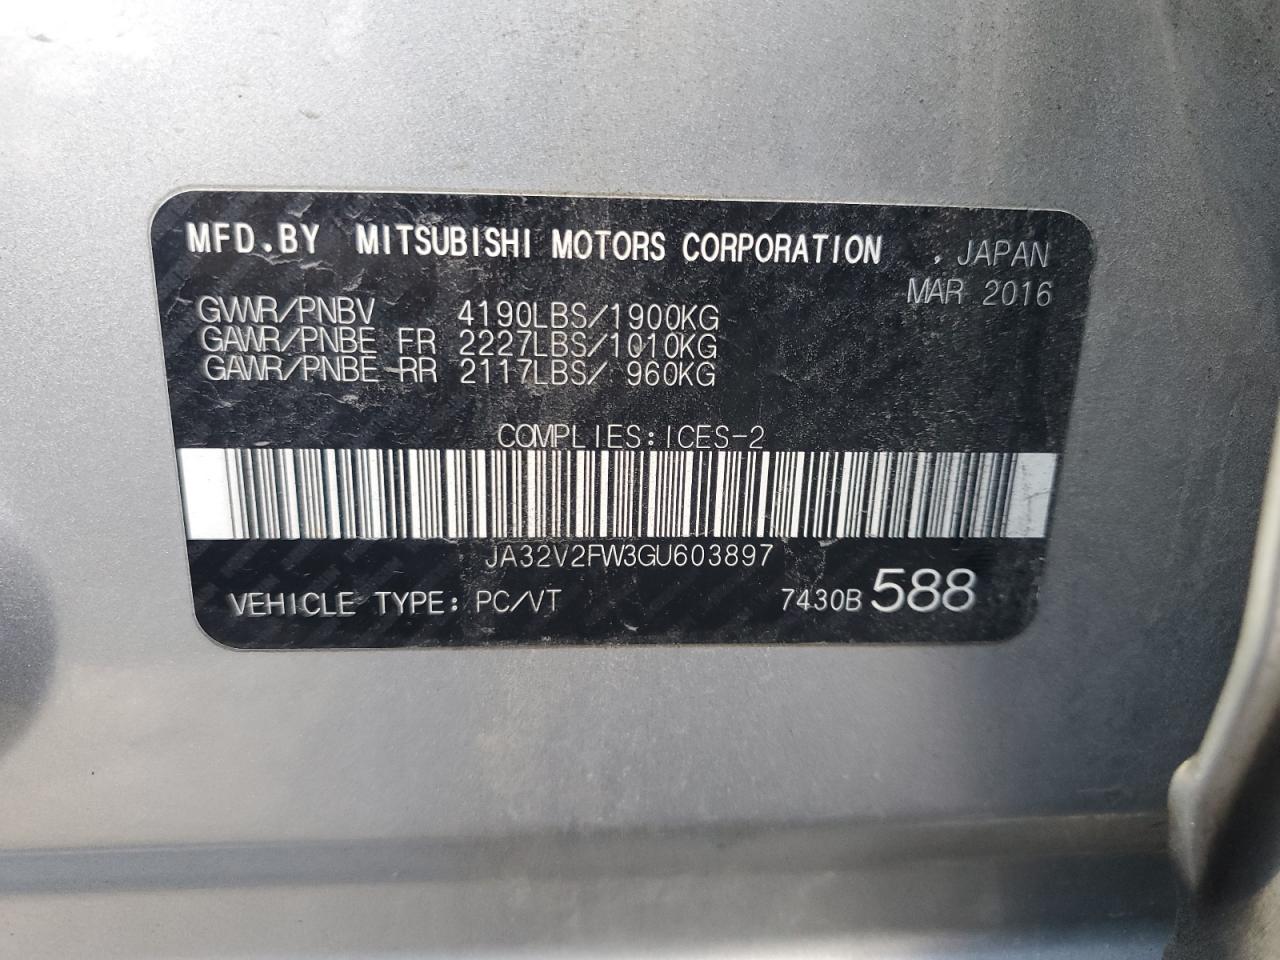 MFD.BY MITSUBISHI MOTORS CORPORATION , JAPAN
MAR 2016
GVWR/PNBV 4190LBS/1900KG
GAWR/PNBE FR 2227LBS/1010KG
GAWR/PNBE RR 2117LBS/ 960KG
COMPLIES:ICES-2
JA32V2FW3GU603897
VEHICLE TYPE: PC/VT 7430B 588